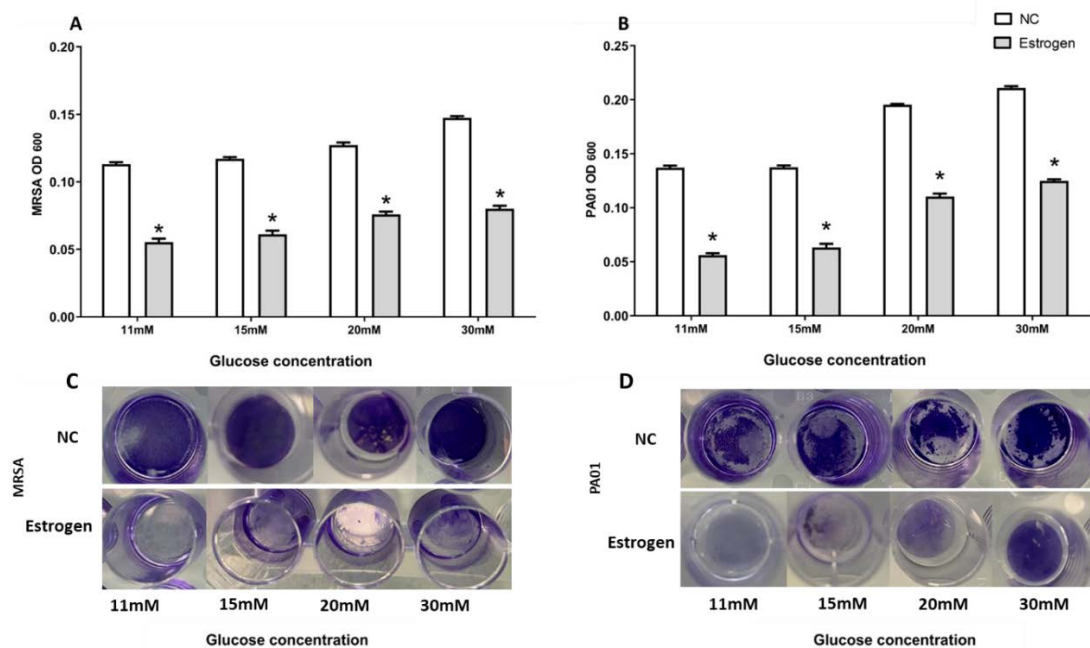 A
MRSA OD 600
0.20
0.15
0.10
0.05
0.00
*
*
*
*
11mM
15mM
20mM
30mM
Glucose concentration
B
NC
Estrogen
PA01 OD 600
0.25
0.20
0.15
0.10
0.05
0.00
*
*
*
*
11mM
15mM
20mM
30mM
Glucose concentration
C
MRSA
NC
Estrogen
11mM
15mM
20mM
30mM
Glucose concentration
D
PA01
NC
Estrogen
11mM
15mM
20mM
30mM
Glucose concentration